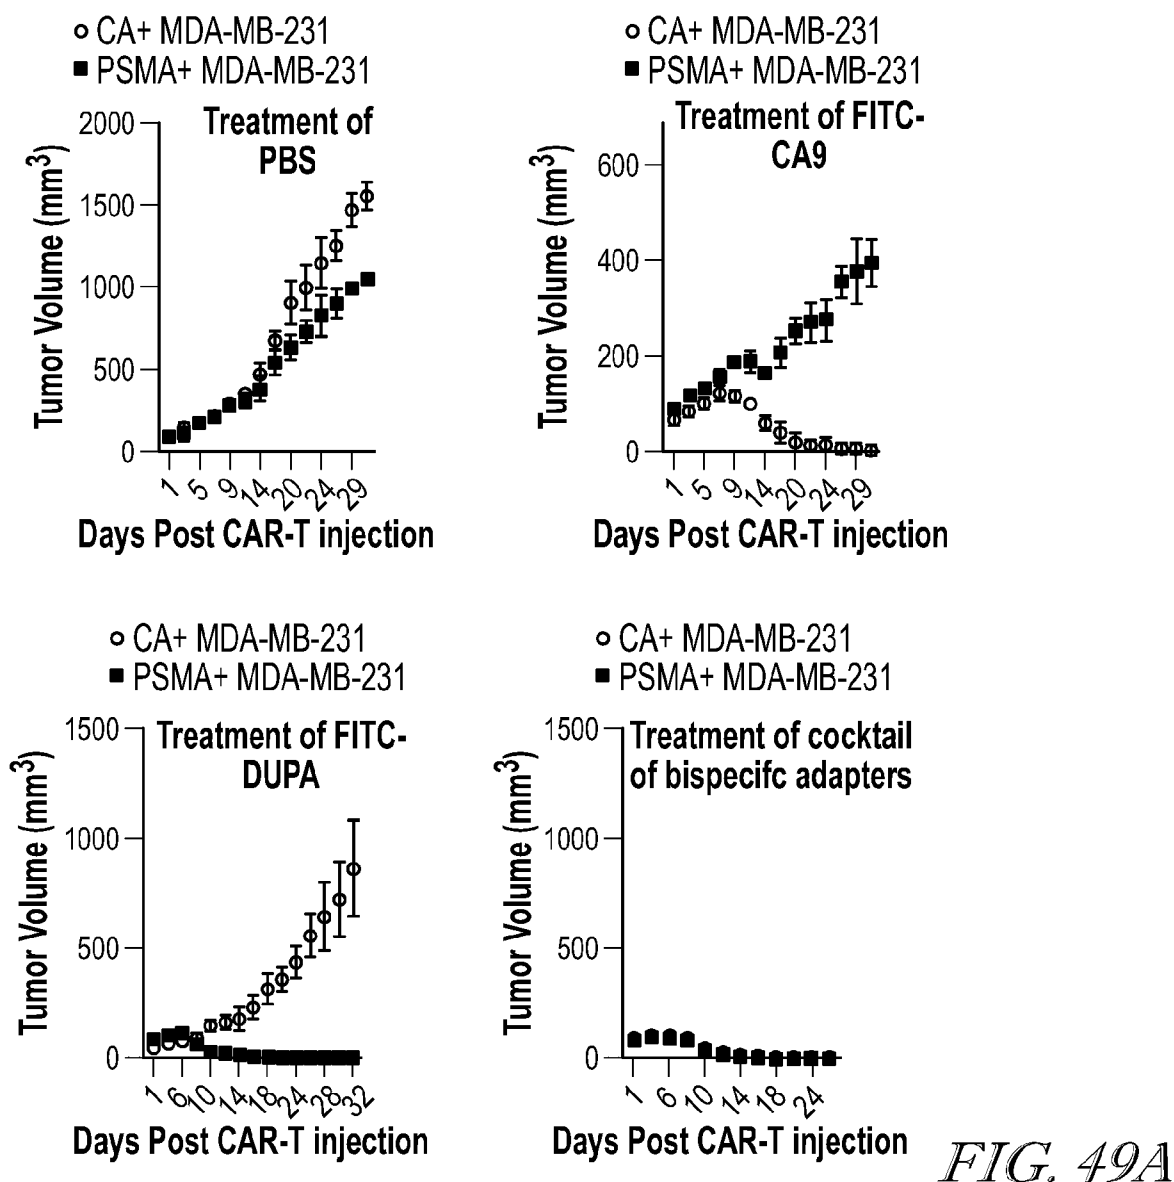 CA+ MDA-MB-231
PSMA+ MDA-MB-231
Treatment of
PBS
Tumor Volume (mm³)
2000
1500
1000
500
0
1 5 9 14 20 24 29
Days Post CAR-T injection
CA+ MDA-MB-231
PSMA+ MDA-MB-231
Treatment of FITC-
CA9
Tumor Volume (mm³)
600
400
200
0
1 5 9 14 20 24 29
Days Post CAR-T injection
CA+ MDA-MB-231
PSMA+ MDA-MB-231
Treatment of FITC-
DUPA
Tumor Volume (mm³)
1500
1000
500
0
1 6 10 14 18 24 28 32
Days Post CAR-T injection
CA+ MDA-MB-231
PSMA+ MDA-MB-231
Treatment of cocktail
of bispecifc adapters
Tumor Volume (mm³)
1500
1000
500
0
1 6 10 14 18 24
Days Post CAR-T injection
FIG. 49A